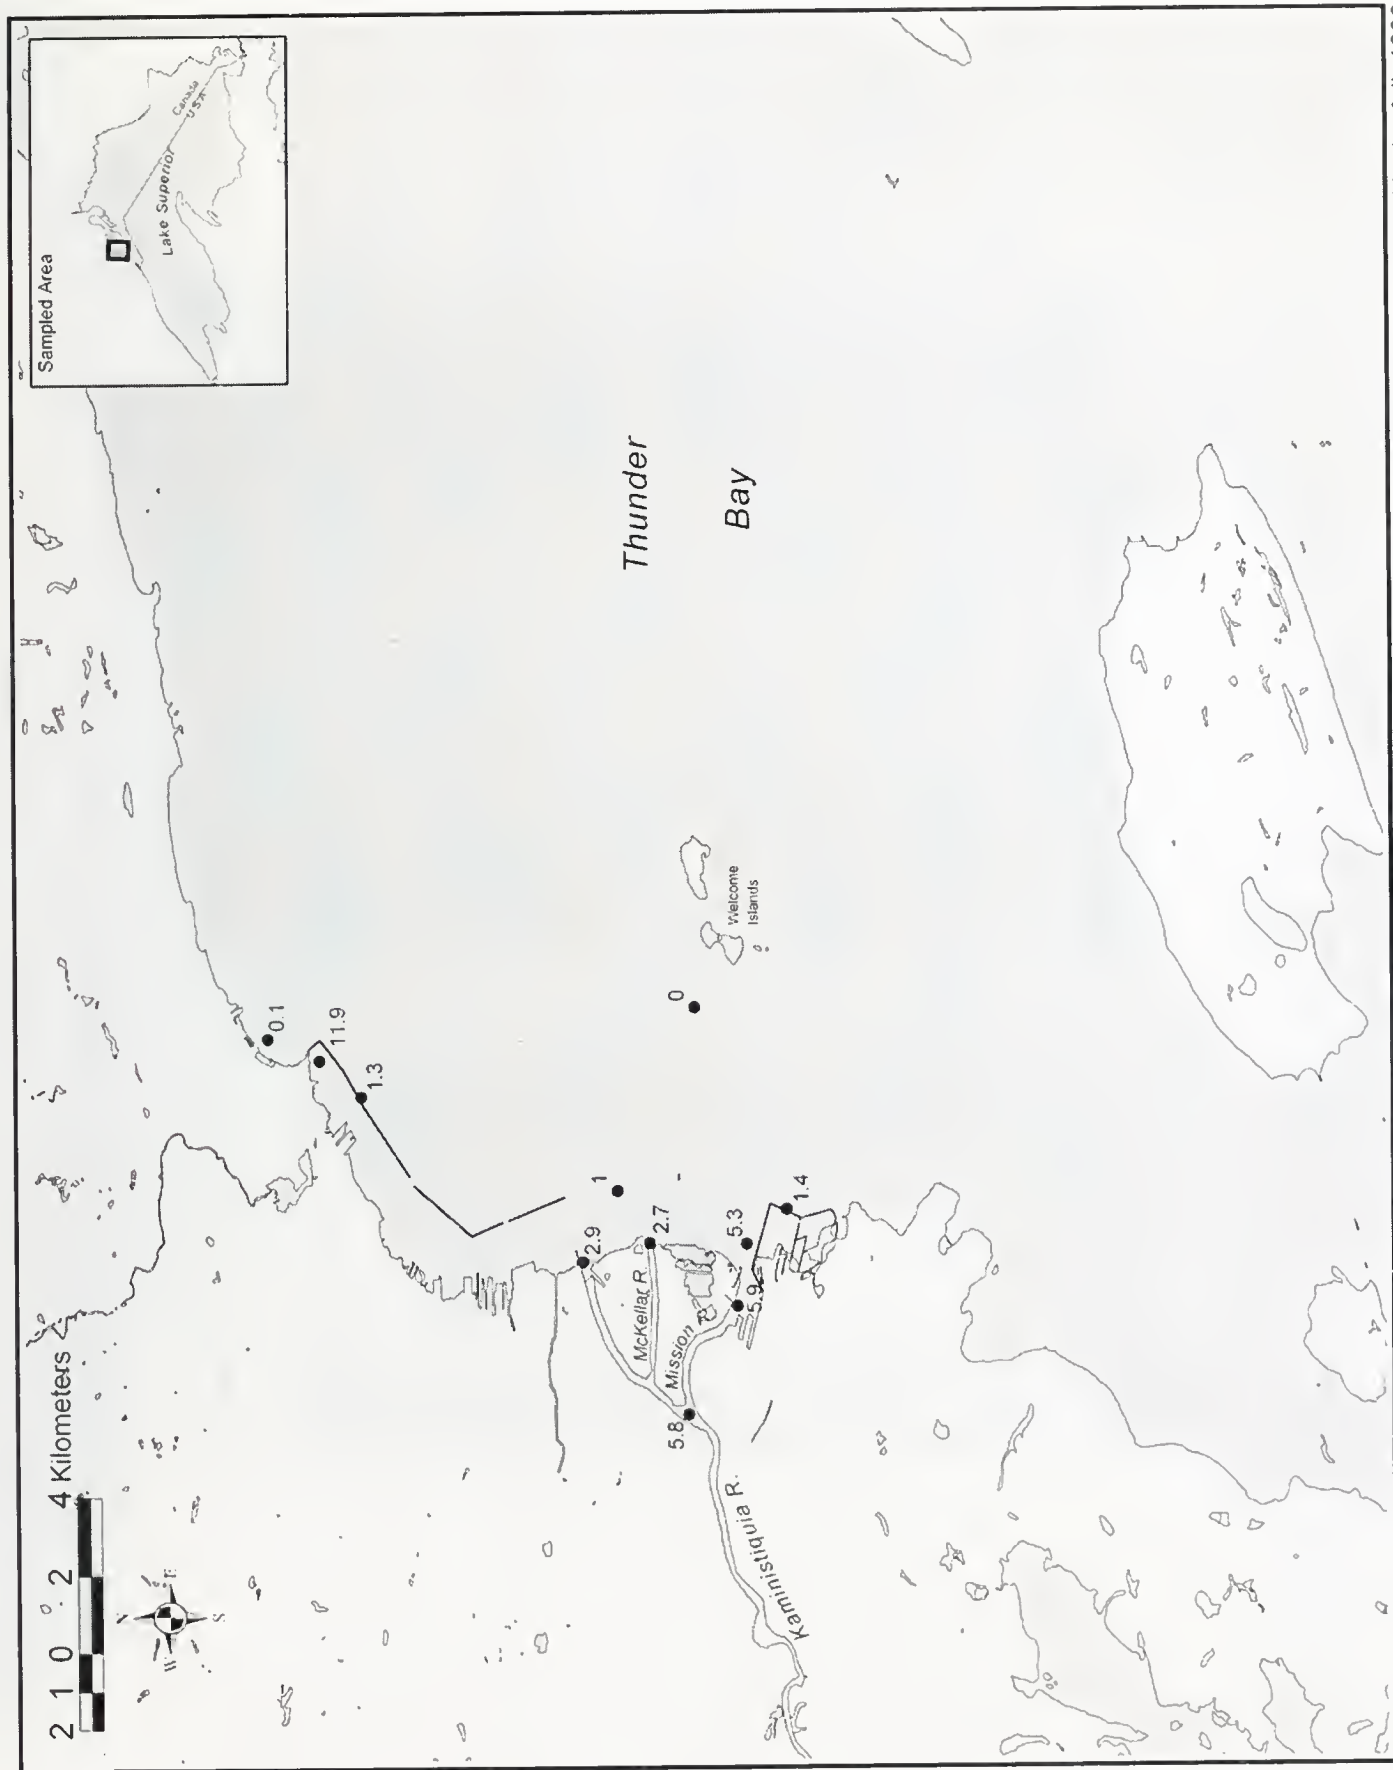 Sampled Area
Canada
USA
Lake Superior
Thunder
Bay
Welcome
Islands
0.1
11.9
1.3
0
1
2.9
2.7
5.3
1.4
5.9
5.8
McKellar R.
Mission
R
Kaministiquia R.
2 1 0 2 4 Kilometers
N
E
S
W